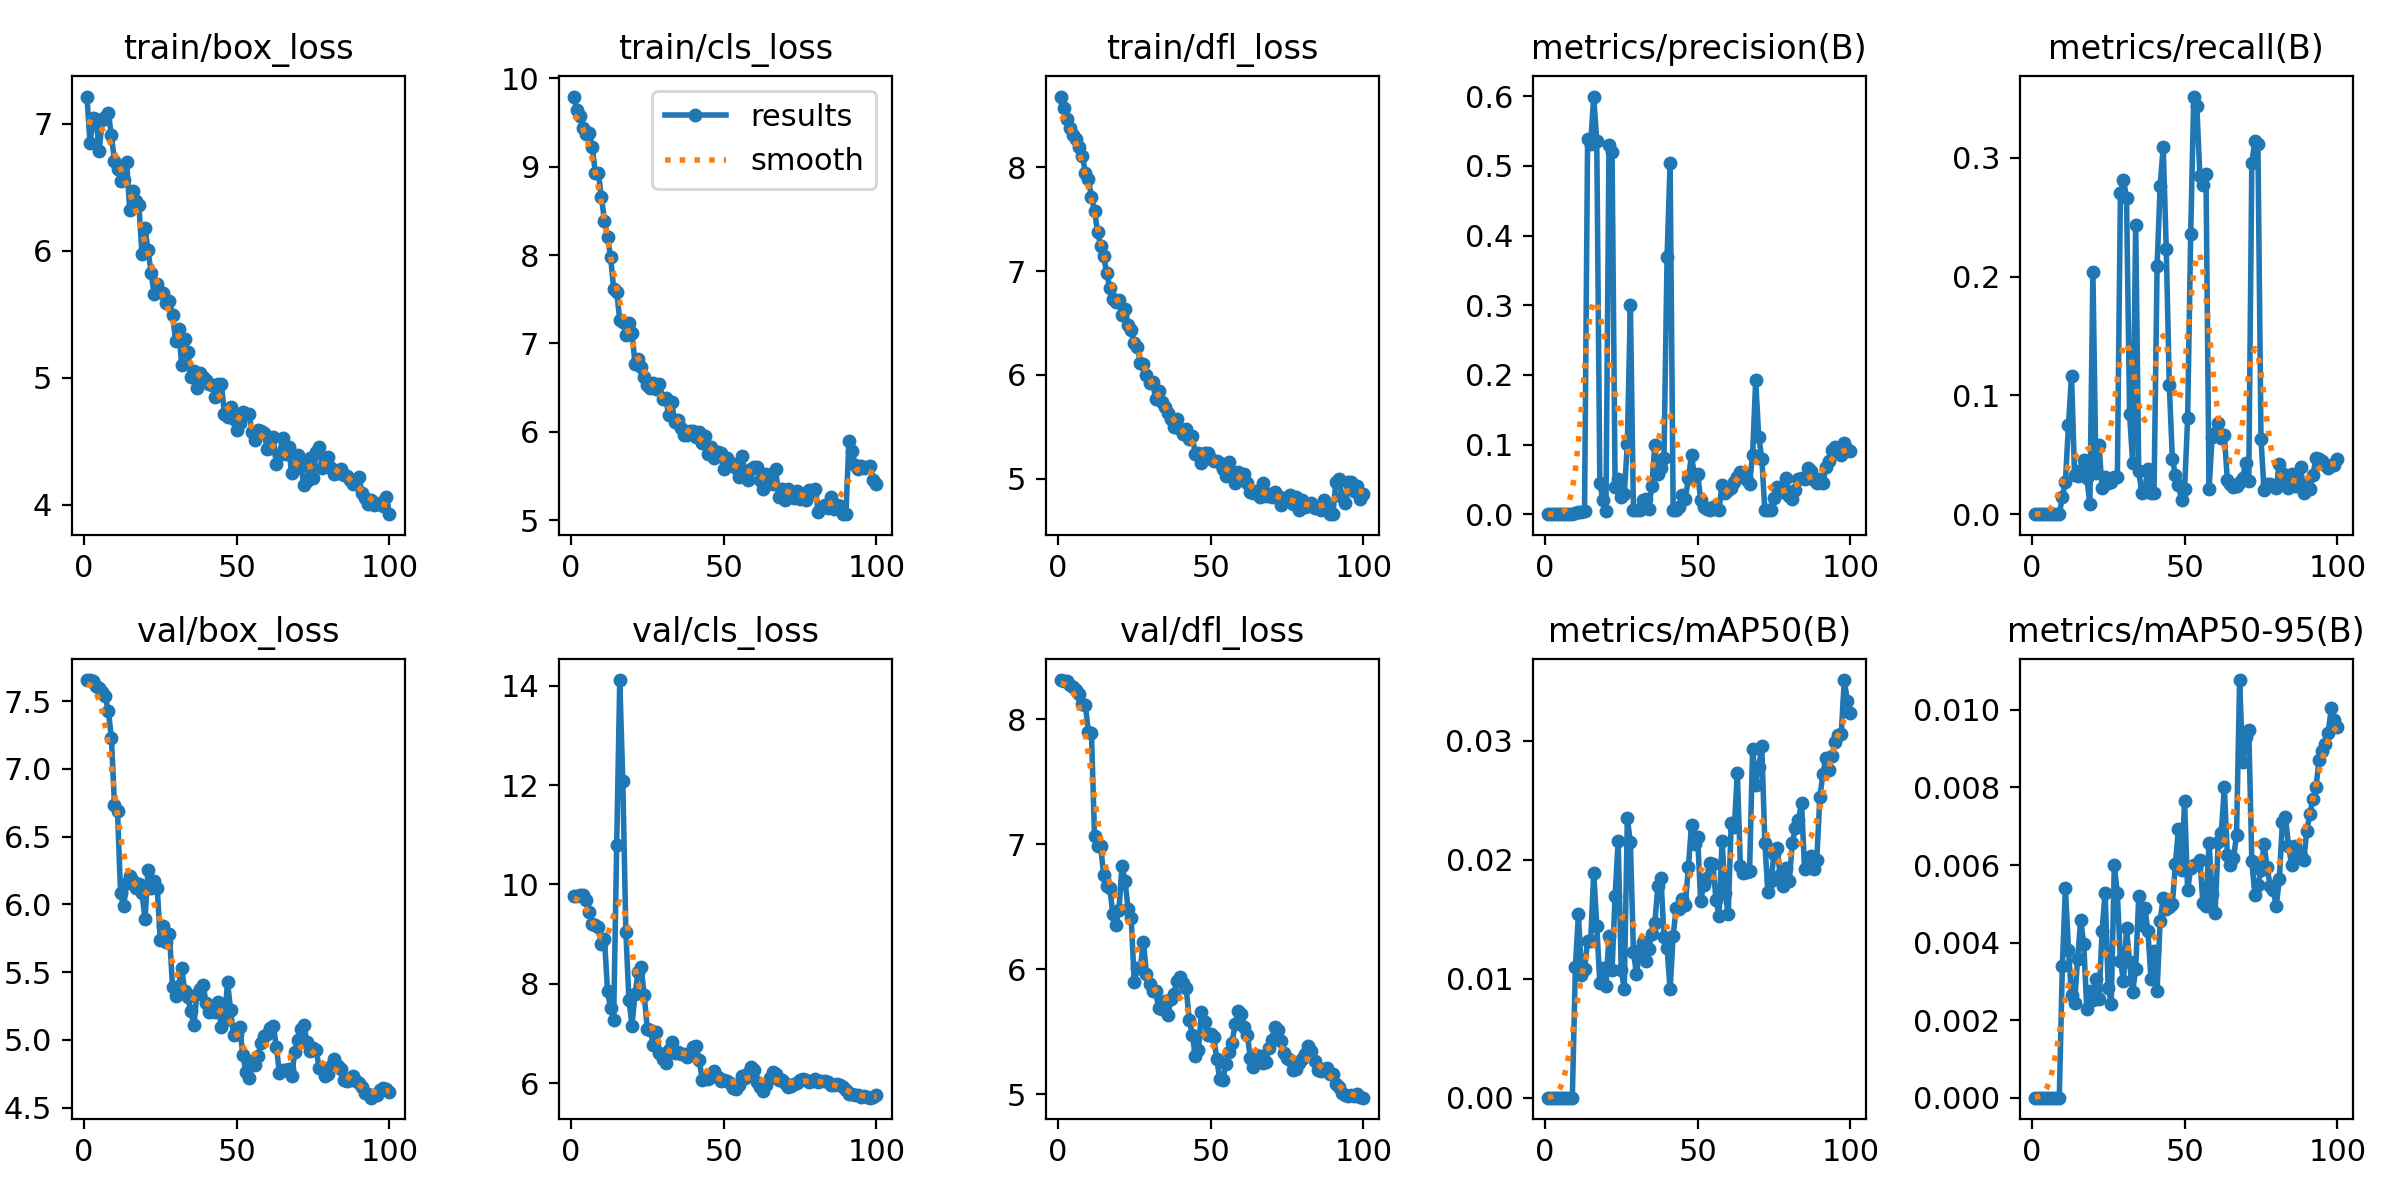 train/box_loss
7
6
5
4
0 50 100
train/cls_loss
10
9
8
7
6
5
0 50 100
results
smooth
train/dfl_loss
8
7
6
5
0 50 100
metrics/precision(B)
0.6
0.5
0.4
0.3
0.2
0.1
0.0
0 50 100
metrics/recall(B)
0.3
0.2
0.1
0.0
0 50 100
val/box_loss
7.5
7.0
6.5
6.0
5.5
5.0
4.5
0 50 100
val/cls_loss
14
12
10
8
6
0 50 100
val/dfl_loss
8
7
6
5
0 50 100
metrics/mAP50(B)
0.03
0.02
0.01
0.00
0 50 100
metrics/mAP50-95(B)
0.010
0.008
0.006
0.004
0.002
0.000
0 50 100